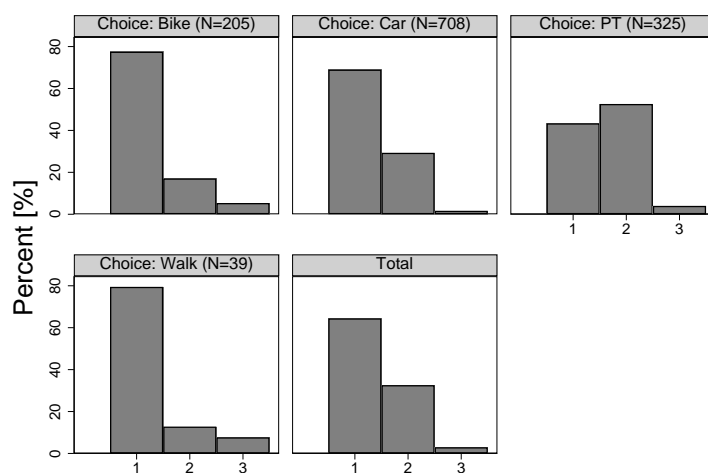 Choice: Bike (N=205)
Choice: Car (N=708)
Choice: PT (N=325)
Percent [%]
80
60
40
20
0
1 2 3
Choice: Walk (N=39)
Total
80
60
40
20
0
1 2 3
1 2 3